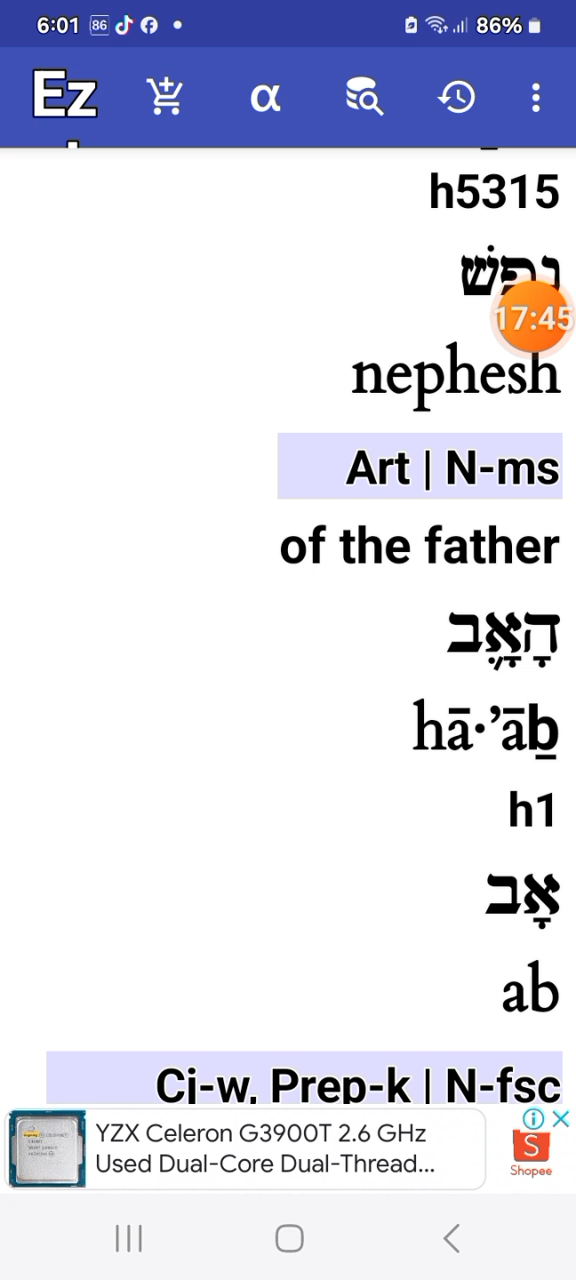 6:01 86 86%
Ez
α
h5315
נפשׁ
17:45
nephesh
Art | N-ms
of the father
הָאָ֛ב
hā·’āḇ
h1
אָב
ab
Cj-w, Prep-k | N-fsc
YZX Celeron G3900T 2.6 GHz
Used Dual-Core Dual-Thread...
Shopee